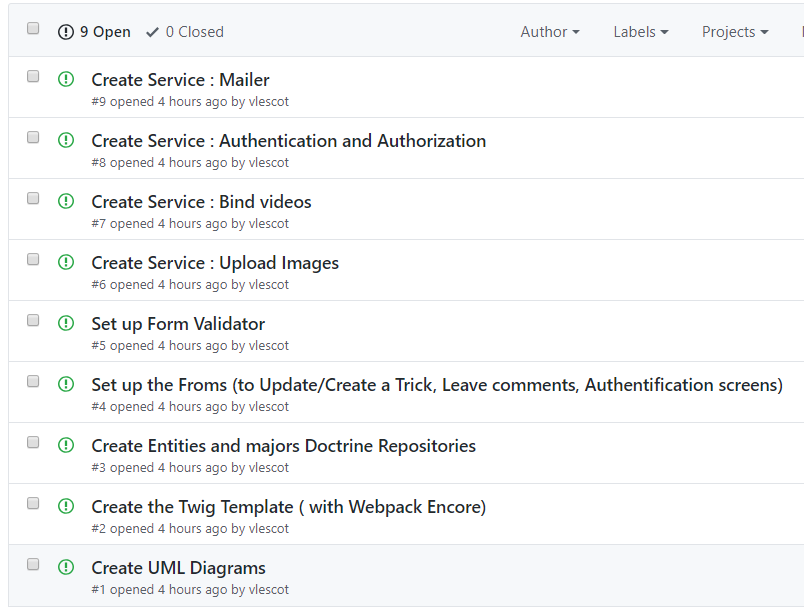 9 Open 0 Closed Author Labels Projects
Create Service : Mailer
#9 opened 4 hours ago by vlescot
Create Service : Authentication and Authorization
#8 opened 4 hours ago by vlescot
Create Service : Bind videos
#7 opened 4 hours ago by vlescot
Create Service : Upload Images
#6 opened 4 hours ago by vlescot
Set up Form Validator
#5 opened 4 hours ago by vlescot
Set up the Froms (to Update/Create a Trick, Leave comments, Authentification screens)
#4 opened 4 hours ago by vlescot
Create Entities and majors Doctrine Repositories
#3 opened 4 hours ago by vlescot
Create the Twig Template ( with Webpack Encore)
#2 opened 4 hours ago by vlescot
Create UML Diagrams
#1 opened 4 hours ago by vlescot